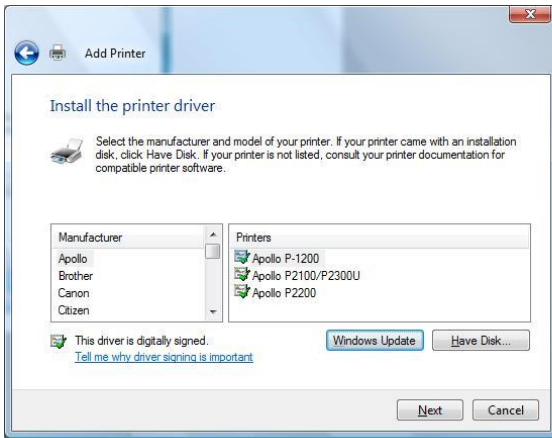 Add Printer
Install the printer driver
Select the manufacturer and model of your printer. If your printer came with an installation
disk, click Have Disk. If your printer is not listed, consult your printer documentation for
compatible printer software.
Manufacturer
Apollo
Brother
Canon
Citizen
Printers
Apollo P-1200
Apollo P2100/P2300U
Apollo P2200
This driver is digitally signed.
Tell me why driver signing is important
Windows Update
Have Disk...
Next
Cancel